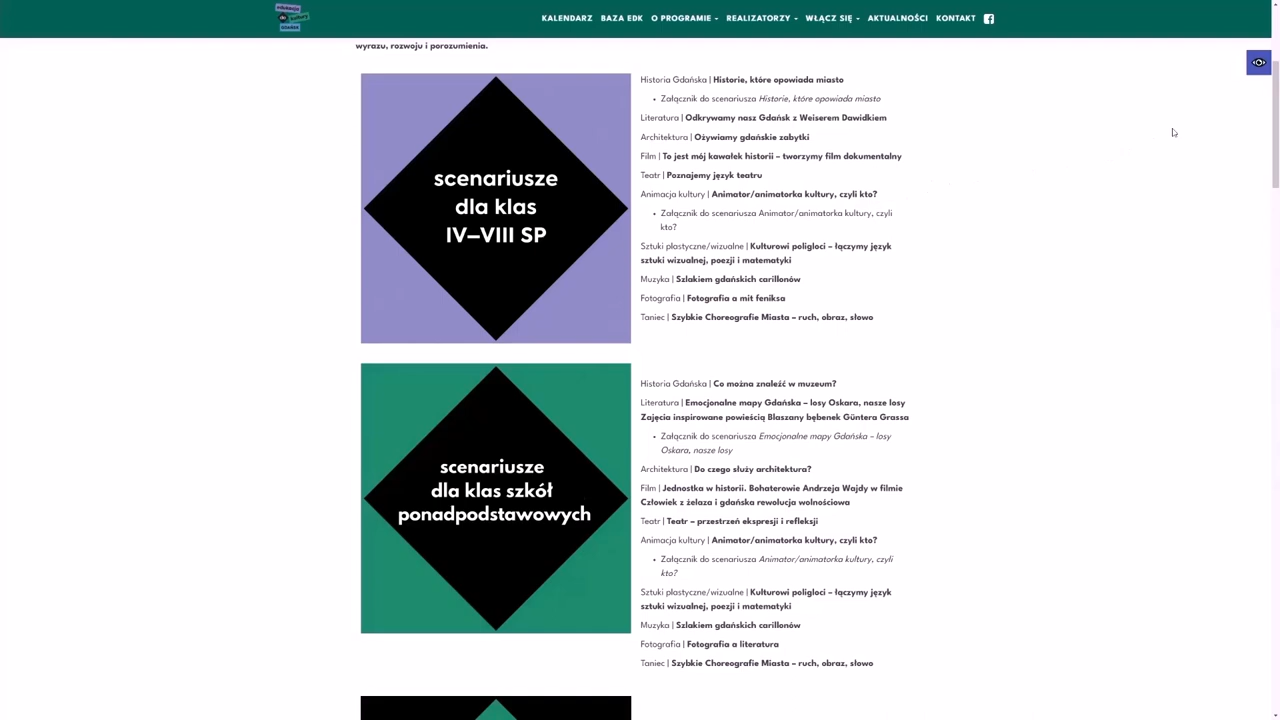 edukacja
do kultury
GDAŃSK
KALENDARZ BAZA EDK O PROGRAMIE REALIZATORZY WŁĄCZ SIĘ AKTUALNOŚCI KONTAKT
wyrazu, rozwoju i porozumienia.
scenariusze
dla klas
IV–VIII SP
Historia Gdańska | Historie, które opowiada miasto
• Załącznik do scenariusza Historie, które opowiada miasto
Literatura | Odkrywamy nasz Gdańsk z Weiserem Dawidkiem
Architektura | Ożywiamy gdańskie zabytki
Film | To jest mój kawałek historii – tworzymy film dokumentalny
Teatr | Poznajemy język teatru
Animacja kultury | Animator/animatorka kultury, czyli kto?
• Załącznik do scenariusza Animator/animatorka kultury, czyli
kto?
Sztuki plastyczne/wizualne | Kulturowi poligloci – łączymy język
sztuki wizualnej, poezji i matematyki
Muzyka | Szlakiem gdańskich carillonów
Fotografia | Fotografia a mit feniksa
Taniec | Szybkie Choreografie Miasta – ruch, obraz, słowo
scenariusze
dla klas szkół
ponadpodstawowych
Historia Gdańska | Co można znaleźć w muzeum?
Literatura | Emocjonalne mapy Gdańska – losy Oskara, nasze losy
Zajęcia inspirowane powieścią Blaszany bębenek Güntera Grassa
• Załącznik do scenariusza Emocjonalne mapy Gdańska – losy
Oskara, nasze losy
Architektura | Do czego służy architektura?
Film | Jednostka w historii. Bohaterowie Andrzeja Wajdy w filmie
Człowiek z żelaza i gdańska rewolucja wolnościowa
Teatr | Teatr – przestrzeń ekspresji i refleksji
Animacja kultury | Animator/animatorka kultury, czyli kto?
• Załącznik do scenariusza Animator/animatorka kultury, czyli
kto?
Sztuki plastyczne/wizualne | Kulturowi poligloci – łączymy język
sztuki wizualnej, poezji i matematyki
Muzyka | Szlakiem gdańskich carillonów
Fotografia | Fotografia a literatura
Taniec | Szybkie Choreografie Miasta – ruch, obraz, słowo